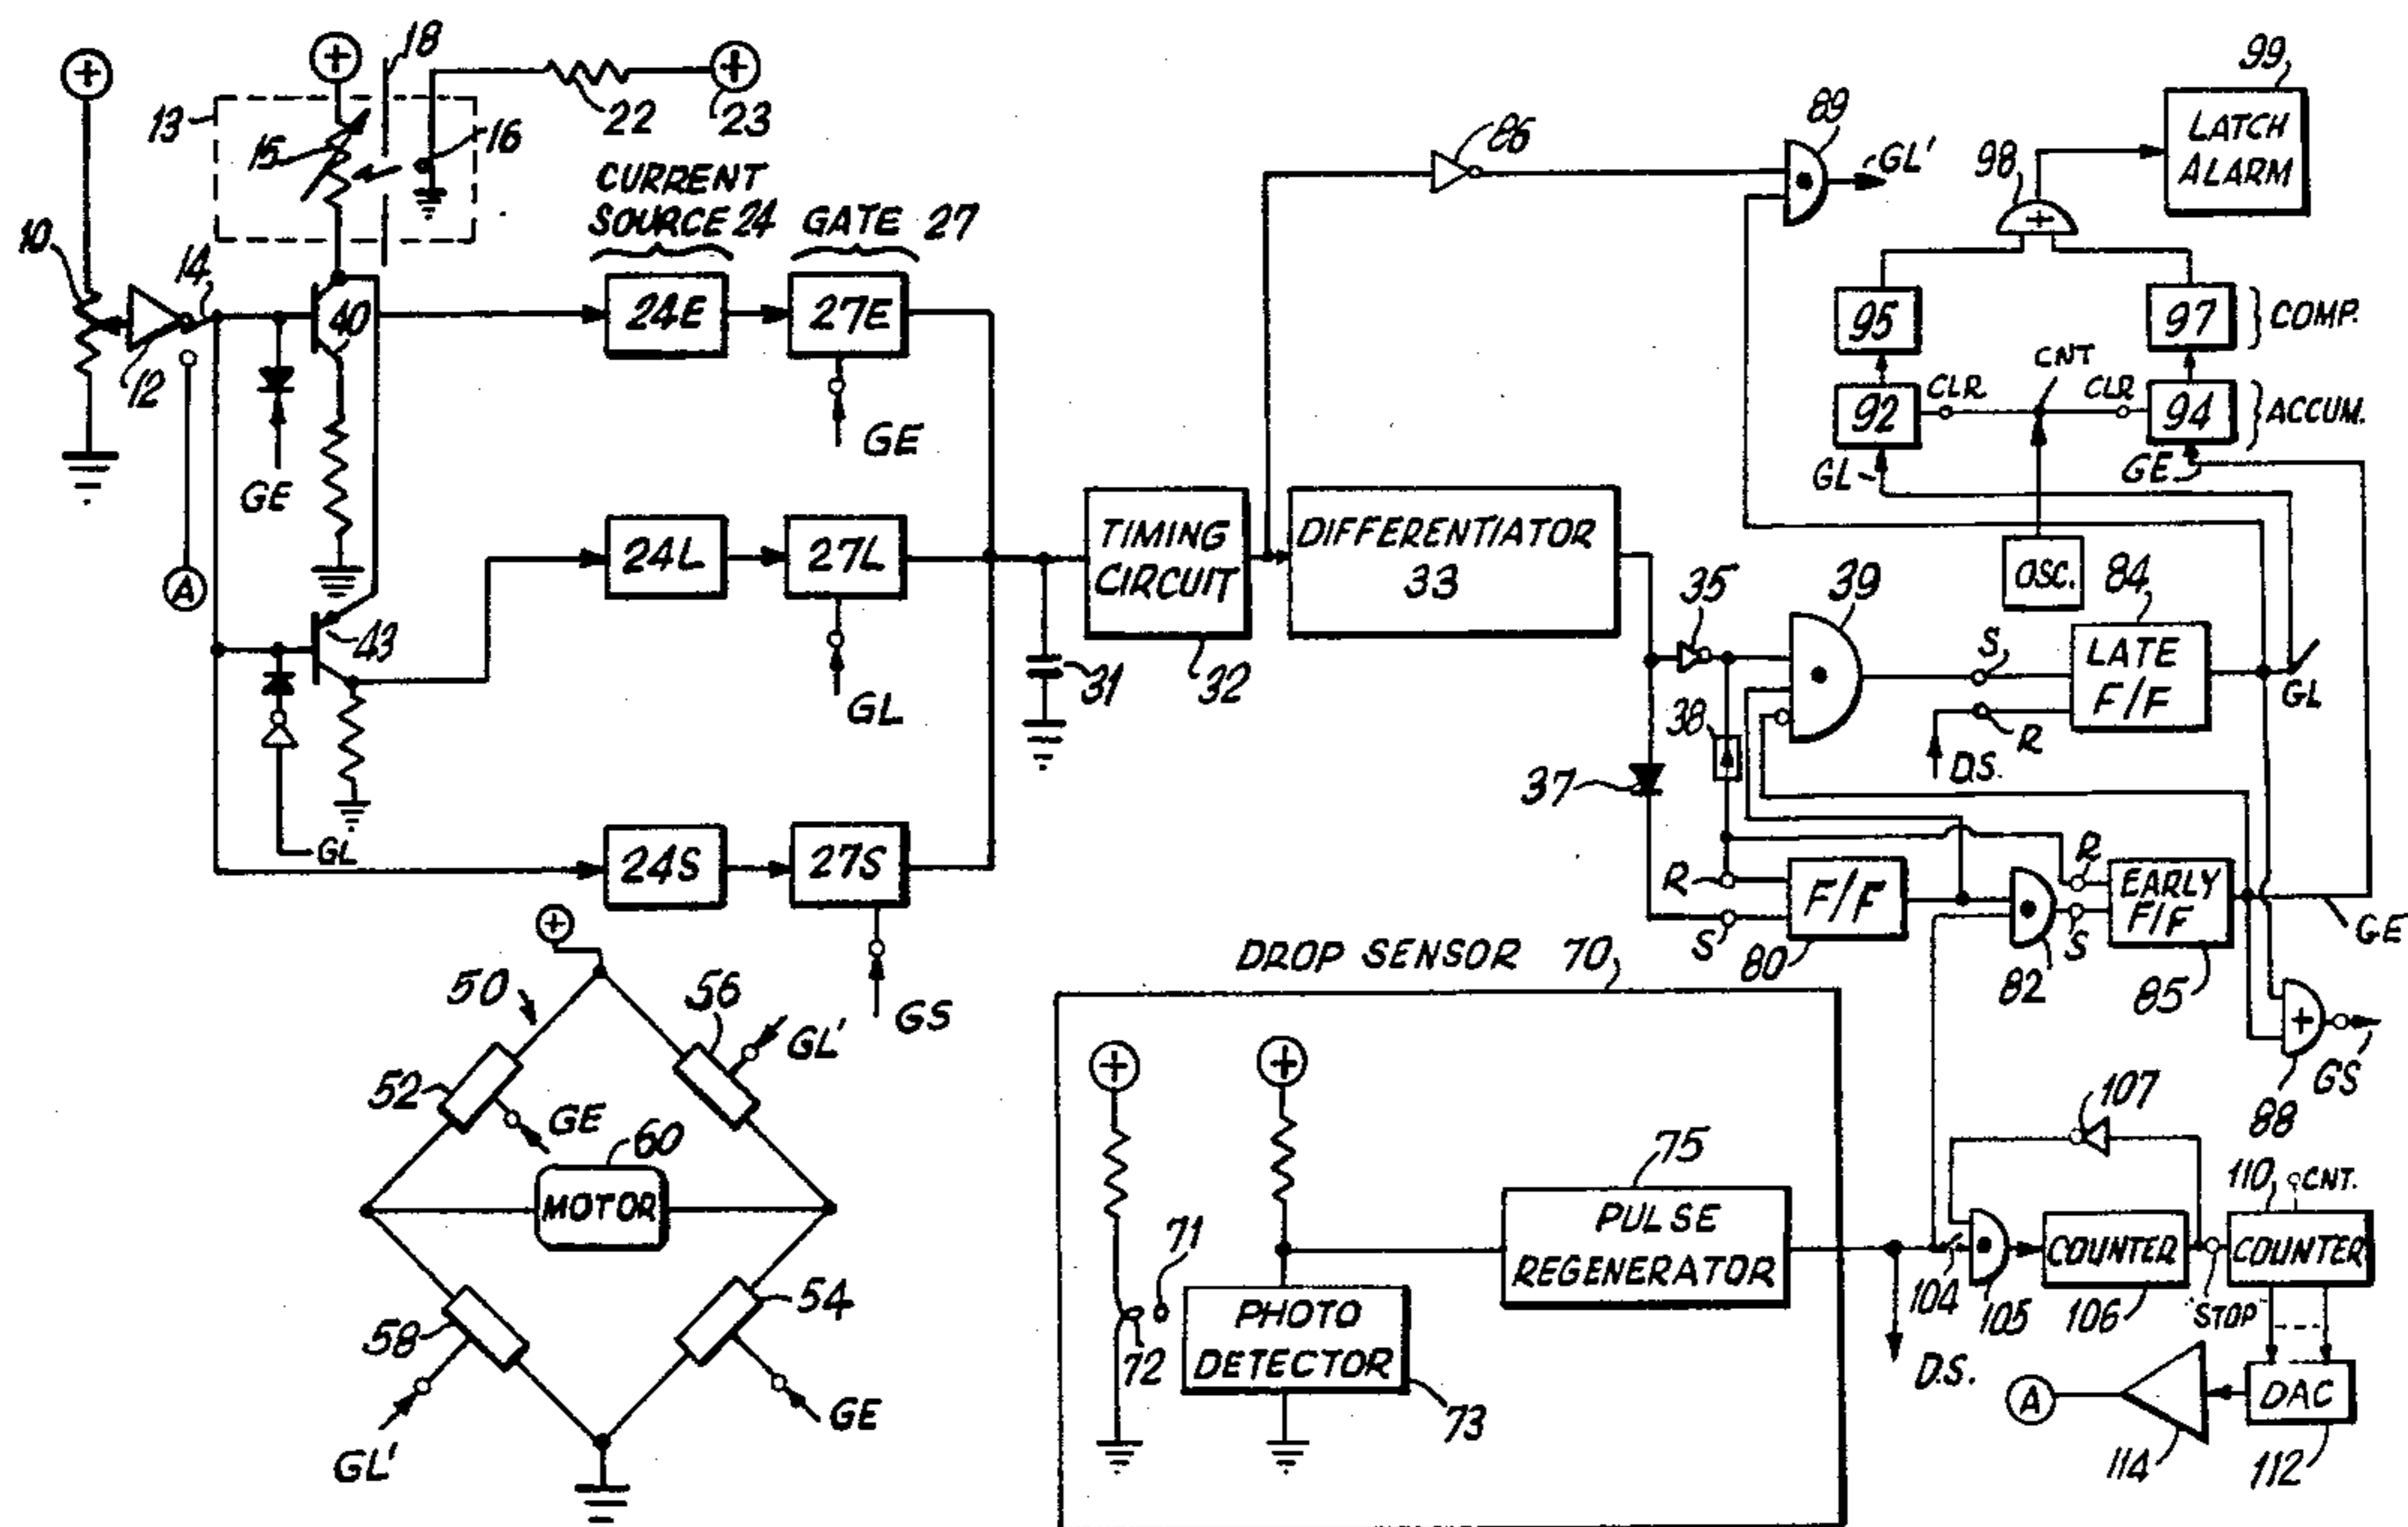 18
13
15
16
22
23
10
14
12
40
GE
A
43
GL
CURRENT
SOURCE 24
GATE 27
24E
27E
GE
24L
27L
GL
24S
27S
GS
31
TIMING
CIRCUIT
32
DIFFERENTIATOR
33
86
89
GL'
99
LATCH
ALARM
98
95
97
COMP.
CNT
CLR
CLR
92
94
ACCUM.
GL
GE
OSC.
35
39
84
S
LATE
F/F
GL
R
D.S.
38
37
R
F/F
S
80
82
R
EARLY
F/F
S
85
GE
88
GS
50
56
GL'
52
GE
60
MOTOR
58
54
GL'
GE
DROP SENSOR 70
71
72
PHOTO
DETECTOR
73
75
PULSE
REGENERATOR
D.S.
107
104
105
COUNTER
106
110
CNT.
COUNTER
STOP
A
114
DAC
112